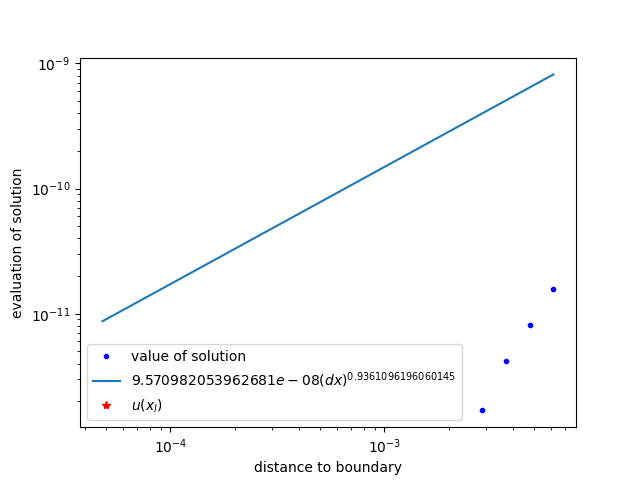 10⁻⁹
10⁻¹⁰
10⁻¹¹
evaluation of solution
value of solution
9.570982053962681e − 08(dx)^0.9361096196060145
u(x_l)
10⁻⁴
10⁻³
distance to boundary